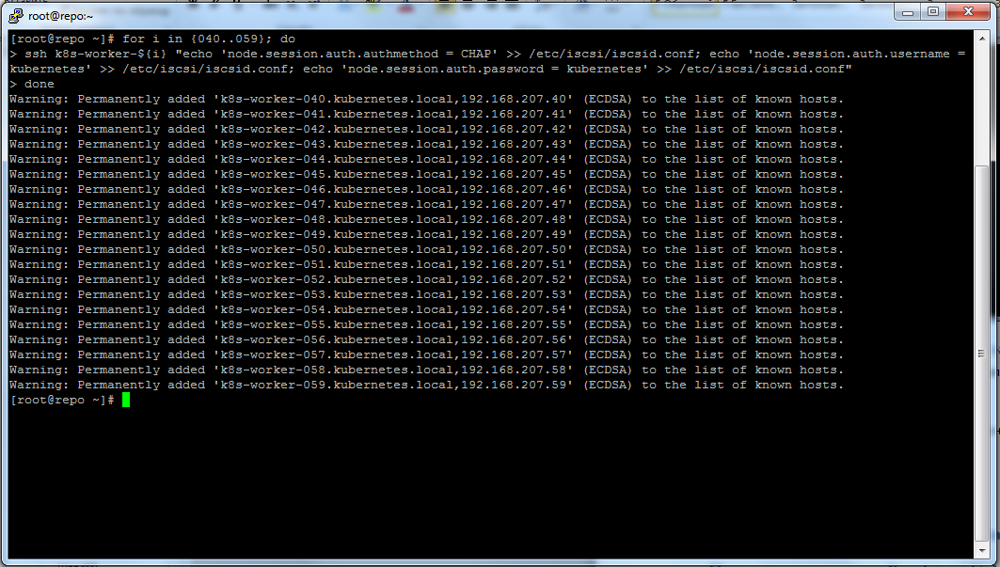 root@repo:~
[root@repo ~]# for i in {040..059}; do
> ssh k8s-worker-${i} "echo 'node.session.auth.authmethod = CHAP' >> /etc/iscsi/iscsid.conf; echo 'node.session.auth.username =
kubernetes' >> /etc/iscsi/iscsid.conf; echo 'node.session.auth.password = kubernetes' >> /etc/iscsi/iscsid.conf"
> done
Warning: Permanently added 'k8s-worker-040.kubernetes.local,192.168.207.40' (ECDSA) to the list of known hosts.
Warning: Permanently added 'k8s-worker-041.kubernetes.local,192.168.207.41' (ECDSA) to the list of known hosts.
Warning: Permanently added 'k8s-worker-042.kubernetes.local,192.168.207.42' (ECDSA) to the list of known hosts.
Warning: Permanently added 'k8s-worker-043.kubernetes.local,192.168.207.43' (ECDSA) to the list of known hosts.
Warning: Permanently added 'k8s-worker-044.kubernetes.local,192.168.207.44' (ECDSA) to the list of known hosts.
Warning: Permanently added 'k8s-worker-045.kubernetes.local,192.168.207.45' (ECDSA) to the list of known hosts.
Warning: Permanently added 'k8s-worker-046.kubernetes.local,192.168.207.46' (ECDSA) to the list of known hosts.
Warning: Permanently added 'k8s-worker-047.kubernetes.local,192.168.207.47' (ECDSA) to the list of known hosts.
Warning: Permanently added 'k8s-worker-048.kubernetes.local,192.168.207.48' (ECDSA) to the list of known hosts.
Warning: Permanently added 'k8s-worker-049.kubernetes.local,192.168.207.49' (ECDSA) to the list of known hosts.
Warning: Permanently added 'k8s-worker-050.kubernetes.local,192.168.207.50' (ECDSA) to the list of known hosts.
Warning: Permanently added 'k8s-worker-051.kubernetes.local,192.168.207.51' (ECDSA) to the list of known hosts.
Warning: Permanently added 'k8s-worker-052.kubernetes.local,192.168.207.52' (ECDSA) to the list of known hosts.
Warning: Permanently added 'k8s-worker-053.kubernetes.local,192.168.207.53' (ECDSA) to the list of known hosts.
Warning: Permanently added 'k8s-worker-054.kubernetes.local,192.168.207.54' (ECDSA) to the list of known hosts.
Warning: Permanently added 'k8s-worker-055.kubernetes.local,192.168.207.55' (ECDSA) to the list of known hosts.
Warning: Permanently added 'k8s-worker-056.kubernetes.local,192.168.207.56' (ECDSA) to the list of known hosts.
Warning: Permanently added 'k8s-worker-057.kubernetes.local,192.168.207.57' (ECDSA) to the list of known hosts.
Warning: Permanently added 'k8s-worker-058.kubernetes.local,192.168.207.58' (ECDSA) to the list of known hosts.
Warning: Permanently added 'k8s-worker-059.kubernetes.local,192.168.207.59' (ECDSA) to the list of known hosts.
[root@repo ~]#